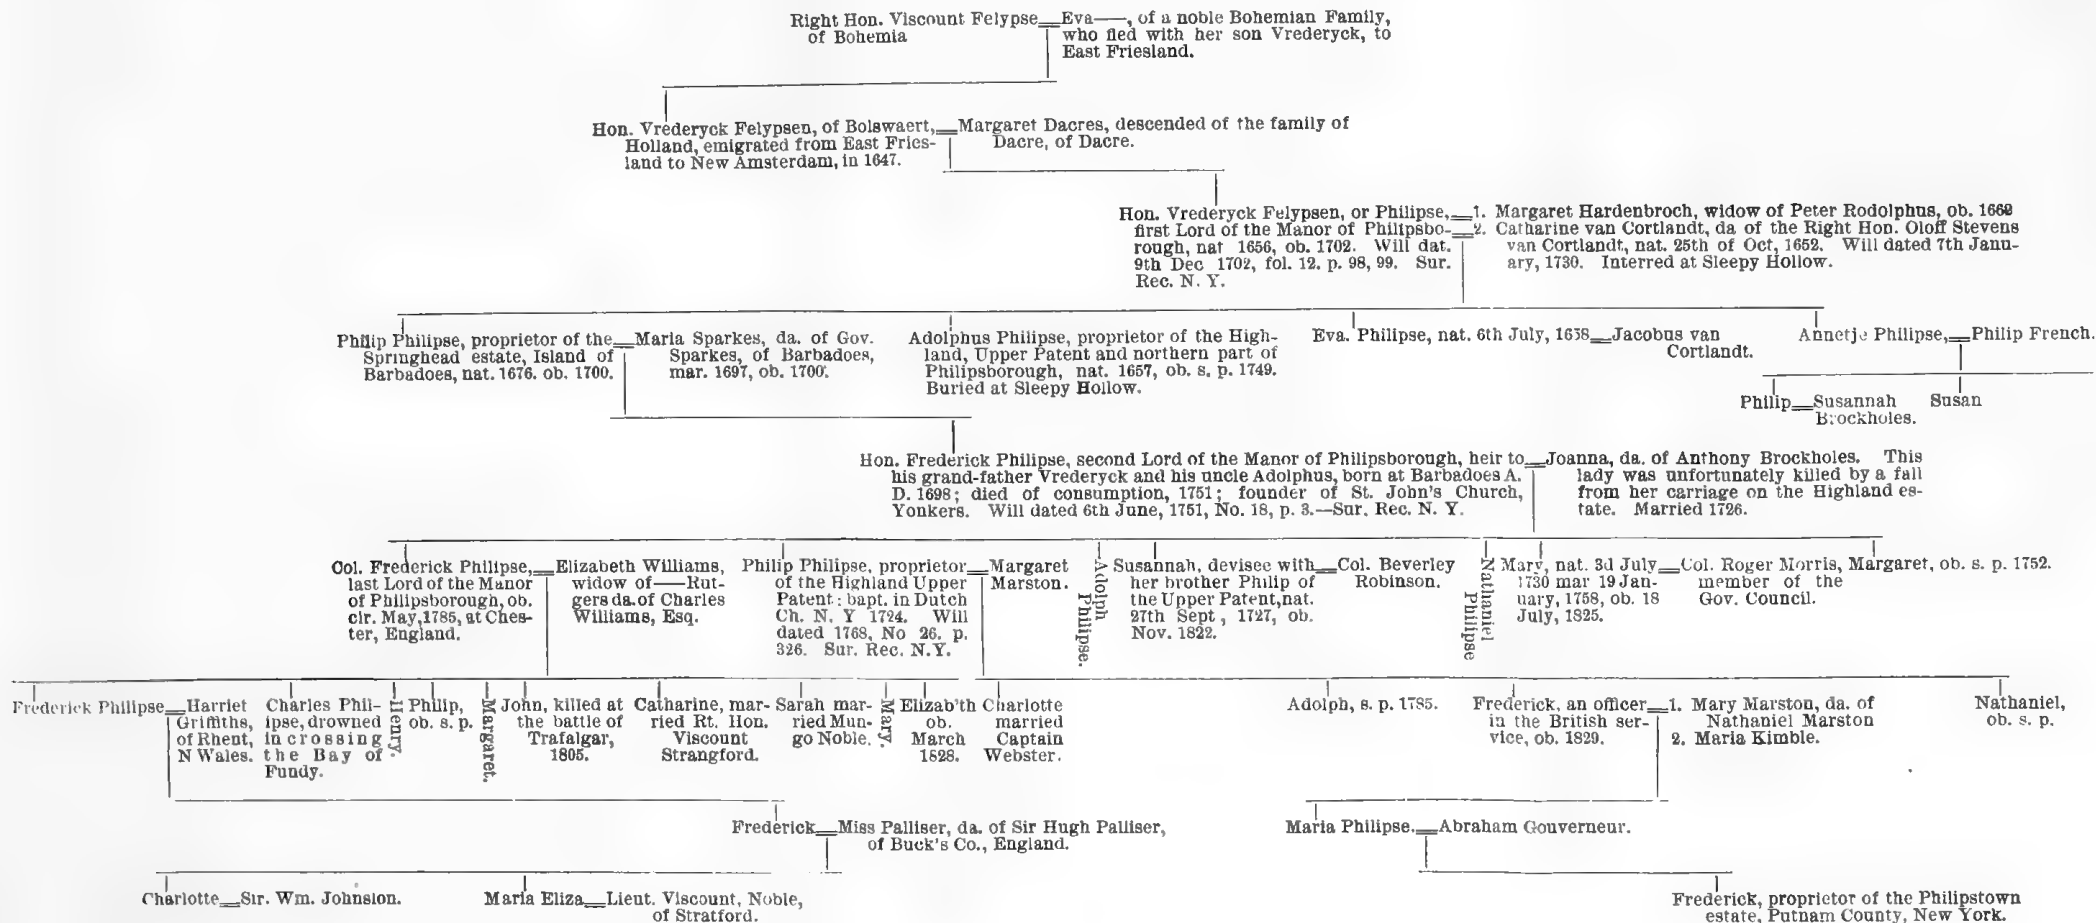 Right Hon. Viscount Felypse
of Bohemia
Eva——, of a noble Bohemian Family,
who fled with her son Vrederyck, to
East Friesland.
Hon. Vrederyck Felypsen, of Bolswaert,
Holland, emigrated from East Fries-
land to New Amsterdam, in 1647.
Margaret Dacres, descended of the family of
Dacre, of Dacre.
Hon. Vrederyck Felypsen, or Philipse,
first Lord of the Manor of Philipsbo-
rough, nat 1656, ob. 1702. Will dat.
9th Dec 1702, fol. 12. p. 98, 99. Sur.
Rec. N. Y.
1. Margaret Hardenbroch, widow of Peter Rodolphus, ob. 1662
2. Catharine van Cortlandt, da of the Right Hon. Oloff Stevens
van Cortlandt, nat. 25th of Oct, 1652. Will dated 7th Janu-
ary, 1730. Interred at Sleepy Hollow.
Philip Philipse, proprietor of the
Springhead estate, Island of
Barbadoes, nat. 1676. ob. 1700.
Maria Sparkes, da. of Gov.
Sparkes, of Barbadoes,
mar. 1697, ob. 1700.
Adolphus Philipse, proprietor of the High-
land, Upper Patent and northern part of
Philipsborough, nat. 1657, ob. s. p. 1749.
Buried at Sleepy Hollow.
Eva. Philipse, nat. 6th July, 1658
Jacobus van
Cortlandt.
Annetje Philipse,
Philip French.
Philip
Susannah
Brockholes.
Susan
Hon. Frederick Philipse, second Lord of the Manor of Philipsborough, heir to
his grand-father Vrederyck and his uncle Adolphus, born at Barbadoes A.
D. 1698; died of consumption, 1751; founder of St. John's Church,
Yonkers. Will dated 6th June, 1751, No. 18, p. 3.—Sur. Rec. N. Y.
Joanna, da. of Anthony Brockholes. This
lady was unfortunately killed by a fall
from her carriage on the Highland es-
tate. Married 1726.
Col. Frederick Philipse,
last Lord of the Manor
of Philipsborough, ob.
cir. May, 1785, at Ches-
ter, England.
Elizabeth Williams,
widow of——Rut-
gers da. of Charles
Williams, Esq.
Philip Philipse, proprietor
of the Highland Upper
Patent: bapt. in Dutch
Ch. N. Y 1724. Will
dated 1768, No 26. p.
326. Sur. Rec. N.Y.
Margaret
Marston.
Adolph
Philipse.
Susannah, devisee with
her brother Philip of
the Upper Patent, nat.
27th Sept, 1727, ob.
Nov. 1822.
Col. Beverley
Robinson.
Nathaniel
Philipse
Mary, nat. 3d July
1730 mar 19 Jan-
uary, 1758, ob. 18
July, 1825.
Col. Roger Morris,
member of the
Gov. Council.
Margaret, ob. s. p. 1752.
Frederick Philipse
Harriet
Griffiths,
of Rhent,
N Wales.
Charles Phil-
ipse, drowned
in crossing
the Bay of
Fundy.
Henry.
Philip,
ob. s. p.
Margaret.
John, killed at
the battle of
Trafalgar,
1805.
Catharine, mar-
ried Rt. Hon.
Viscount
Strangford.
Sarah mar-
ried Mun-
go Noble.
Mary.
Elizab'th
ob.
March
1828.
Charlotte
married
Captain
Webster.
Adolph, s. p. 1785.
Frederick, an officer
in the British ser-
vice, ob. 1829.
1. Mary Marston, da. of
Nathaniel Marston
2. Maria Kimble.
Nathaniel,
ob. s. p.
Frederick
Miss Palliser, da. of Sir Hugh Palliser,
of Buck's Co., England.
Maria Philipse.
Abraham Gouverneur.
Charlotte
Sir. Wm. Johnsion.
Maria Eliza
Lieut. Viscount, Noble,
of Stratford.
Frederick, proprietor of the Philipstown
estate, Putnam County, New York.